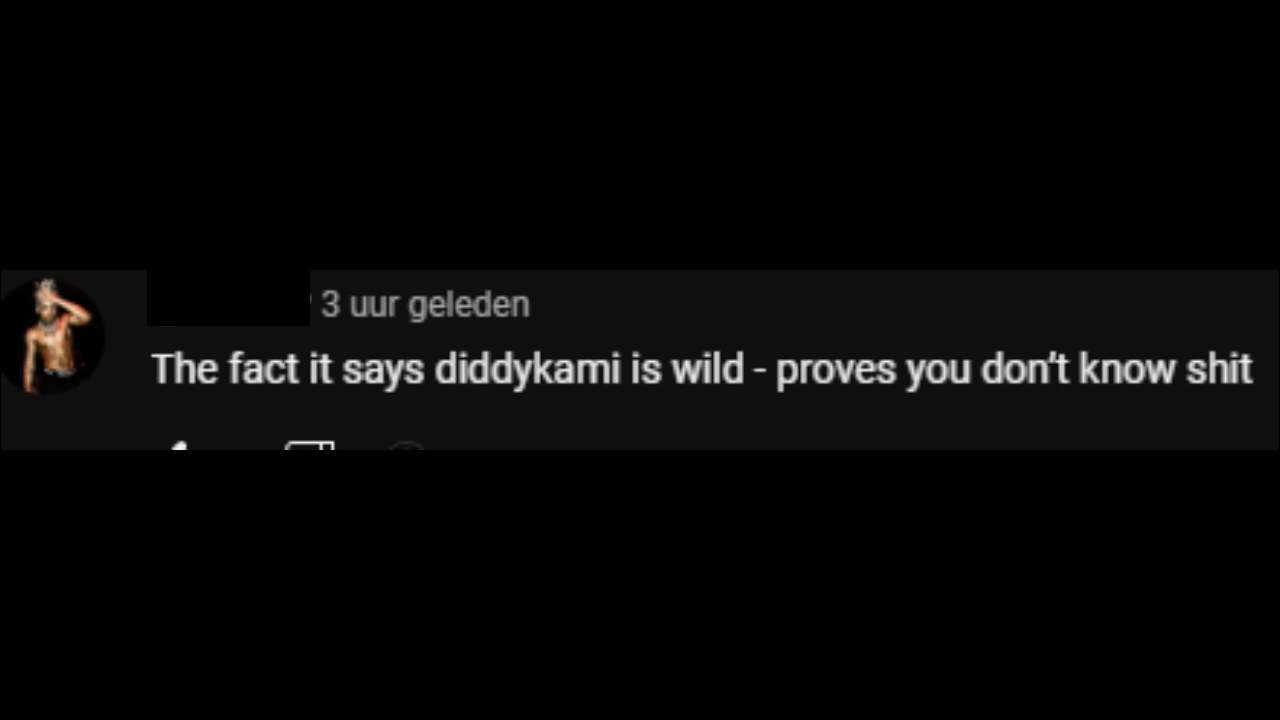 3 uur geleden
The fact it says diddykami is wild - proves you don't know shit